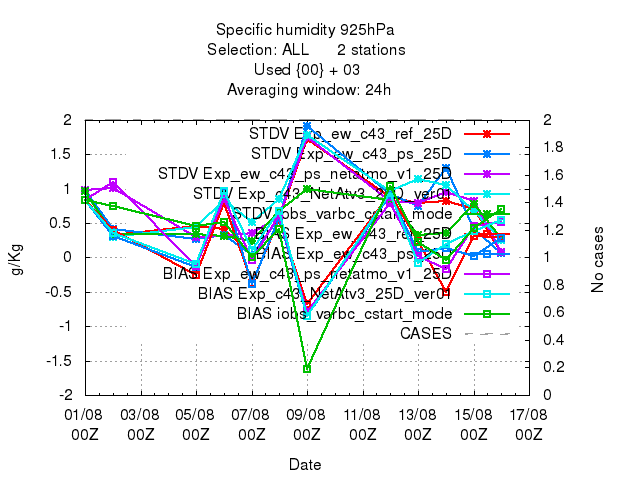 Specific humidity 925hPa
Selection: ALL 2 stations
Used {00} + 03
Averaging window: 24h
STDV Exp_ew_c43_ref_25D
STDV Exp_ew_c43_ps_25D
STDV Exp_ew_c43_ps_netatmo_v1_25D
STDV Exp_c43_NetAtv3_25D_ver01
STDV iobs_varbc_cstart_mode
BIAS Exp_ew_c43_ref_25D
BIAS Exp_ew_c43_ps_25D
BIAS Exp_ew_c43_ps_netatmo_v1_25D
BIAS Exp_c43_NetAtv3_25D_ver01
BIAS iobs_varbc_cstart_mode
CASES
2
1.5
1
0.5
0
-0.5
-1
-1.5
-2
g/Kg
2
1.8
1.6
1.4
1.2
1
0.8
0.6
0.4
0.2
0
No cases
01/08 03/08 05/08 07/08 09/08 11/08 13/08 15/08 17/08
00Z 00Z 00Z 00Z 00Z 00Z 00Z 00Z 00Z
Date